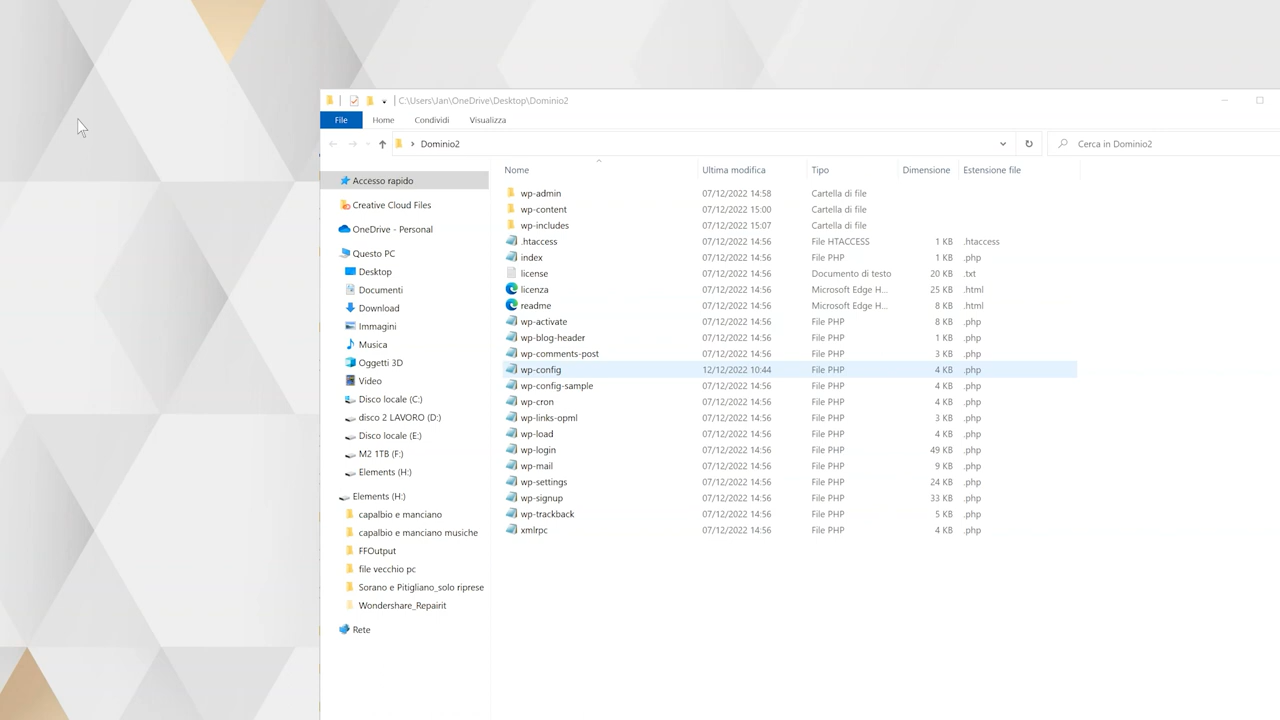 C:\Users\Jan\OneDrive\Desktop\Dominio2
File Home Condividi Visualizza
Dominio2 Cerca in Dominio2
Nome Ultima modifica Tipo Dimensione Estensione file
Accesso rapido
Creative Cloud Files
OneDrive - Personal
Questo PC
Desktop
Documenti
Download
Immagini
Musica
Oggetti 3D
Video
Disco locale (C:)
disco 2 LAVORO (D:)
Disco locale (E:)
M2 1TB (F:)
Elements (H:)
Elements (H:)
capalbio e manciano
capalbio e manciano musiche
FFOutput
file vecchio pc
Sorano e Pitigliano_solo riprese
Wondershare_Repairit
Rete
wp-admin 07/12/2022 14:58 Cartella di file
wp-content 07/12/2022 15:00 Cartella di file
wp-includes 07/12/2022 15:07 Cartella di file
.htaccess 07/12/2022 14:56 File HTACCESS 1 KB .htaccess
index 07/12/2022 14:56 File PHP 1 KB .php
license 07/12/2022 14:56 Documento di testo 20 KB .txt
licenza 07/12/2022 14:56 Microsoft Edge H... 25 KB .html
readme 07/12/2022 14:56 Microsoft Edge H... 8 KB .html
wp-activate 07/12/2022 14:56 File PHP 8 KB .php
wp-blog-header 07/12/2022 14:56 File PHP 1 KB .php
wp-comments-post 07/12/2022 14:56 File PHP 3 KB .php
wp-config 12/12/2022 10:44 File PHP 4 KB .php
wp-config-sample 07/12/2022 14:56 File PHP 4 KB .php
wp-cron 07/12/2022 14:56 File PHP 4 KB .php
wp-links-opml 07/12/2022 14:56 File PHP 3 KB .php
wp-load 07/12/2022 14:56 File PHP 4 KB .php
wp-login 07/12/2022 14:56 File PHP 49 KB .php
wp-mail 07/12/2022 14:56 File PHP 9 KB .php
wp-settings 07/12/2022 14:56 File PHP 24 KB .php
wp-signup 07/12/2022 14:56 File PHP 33 KB .php
wp-trackback 07/12/2022 14:56 File PHP 5 KB .php
xmlrpc 07/12/2022 14:56 File PHP 4 KB .php